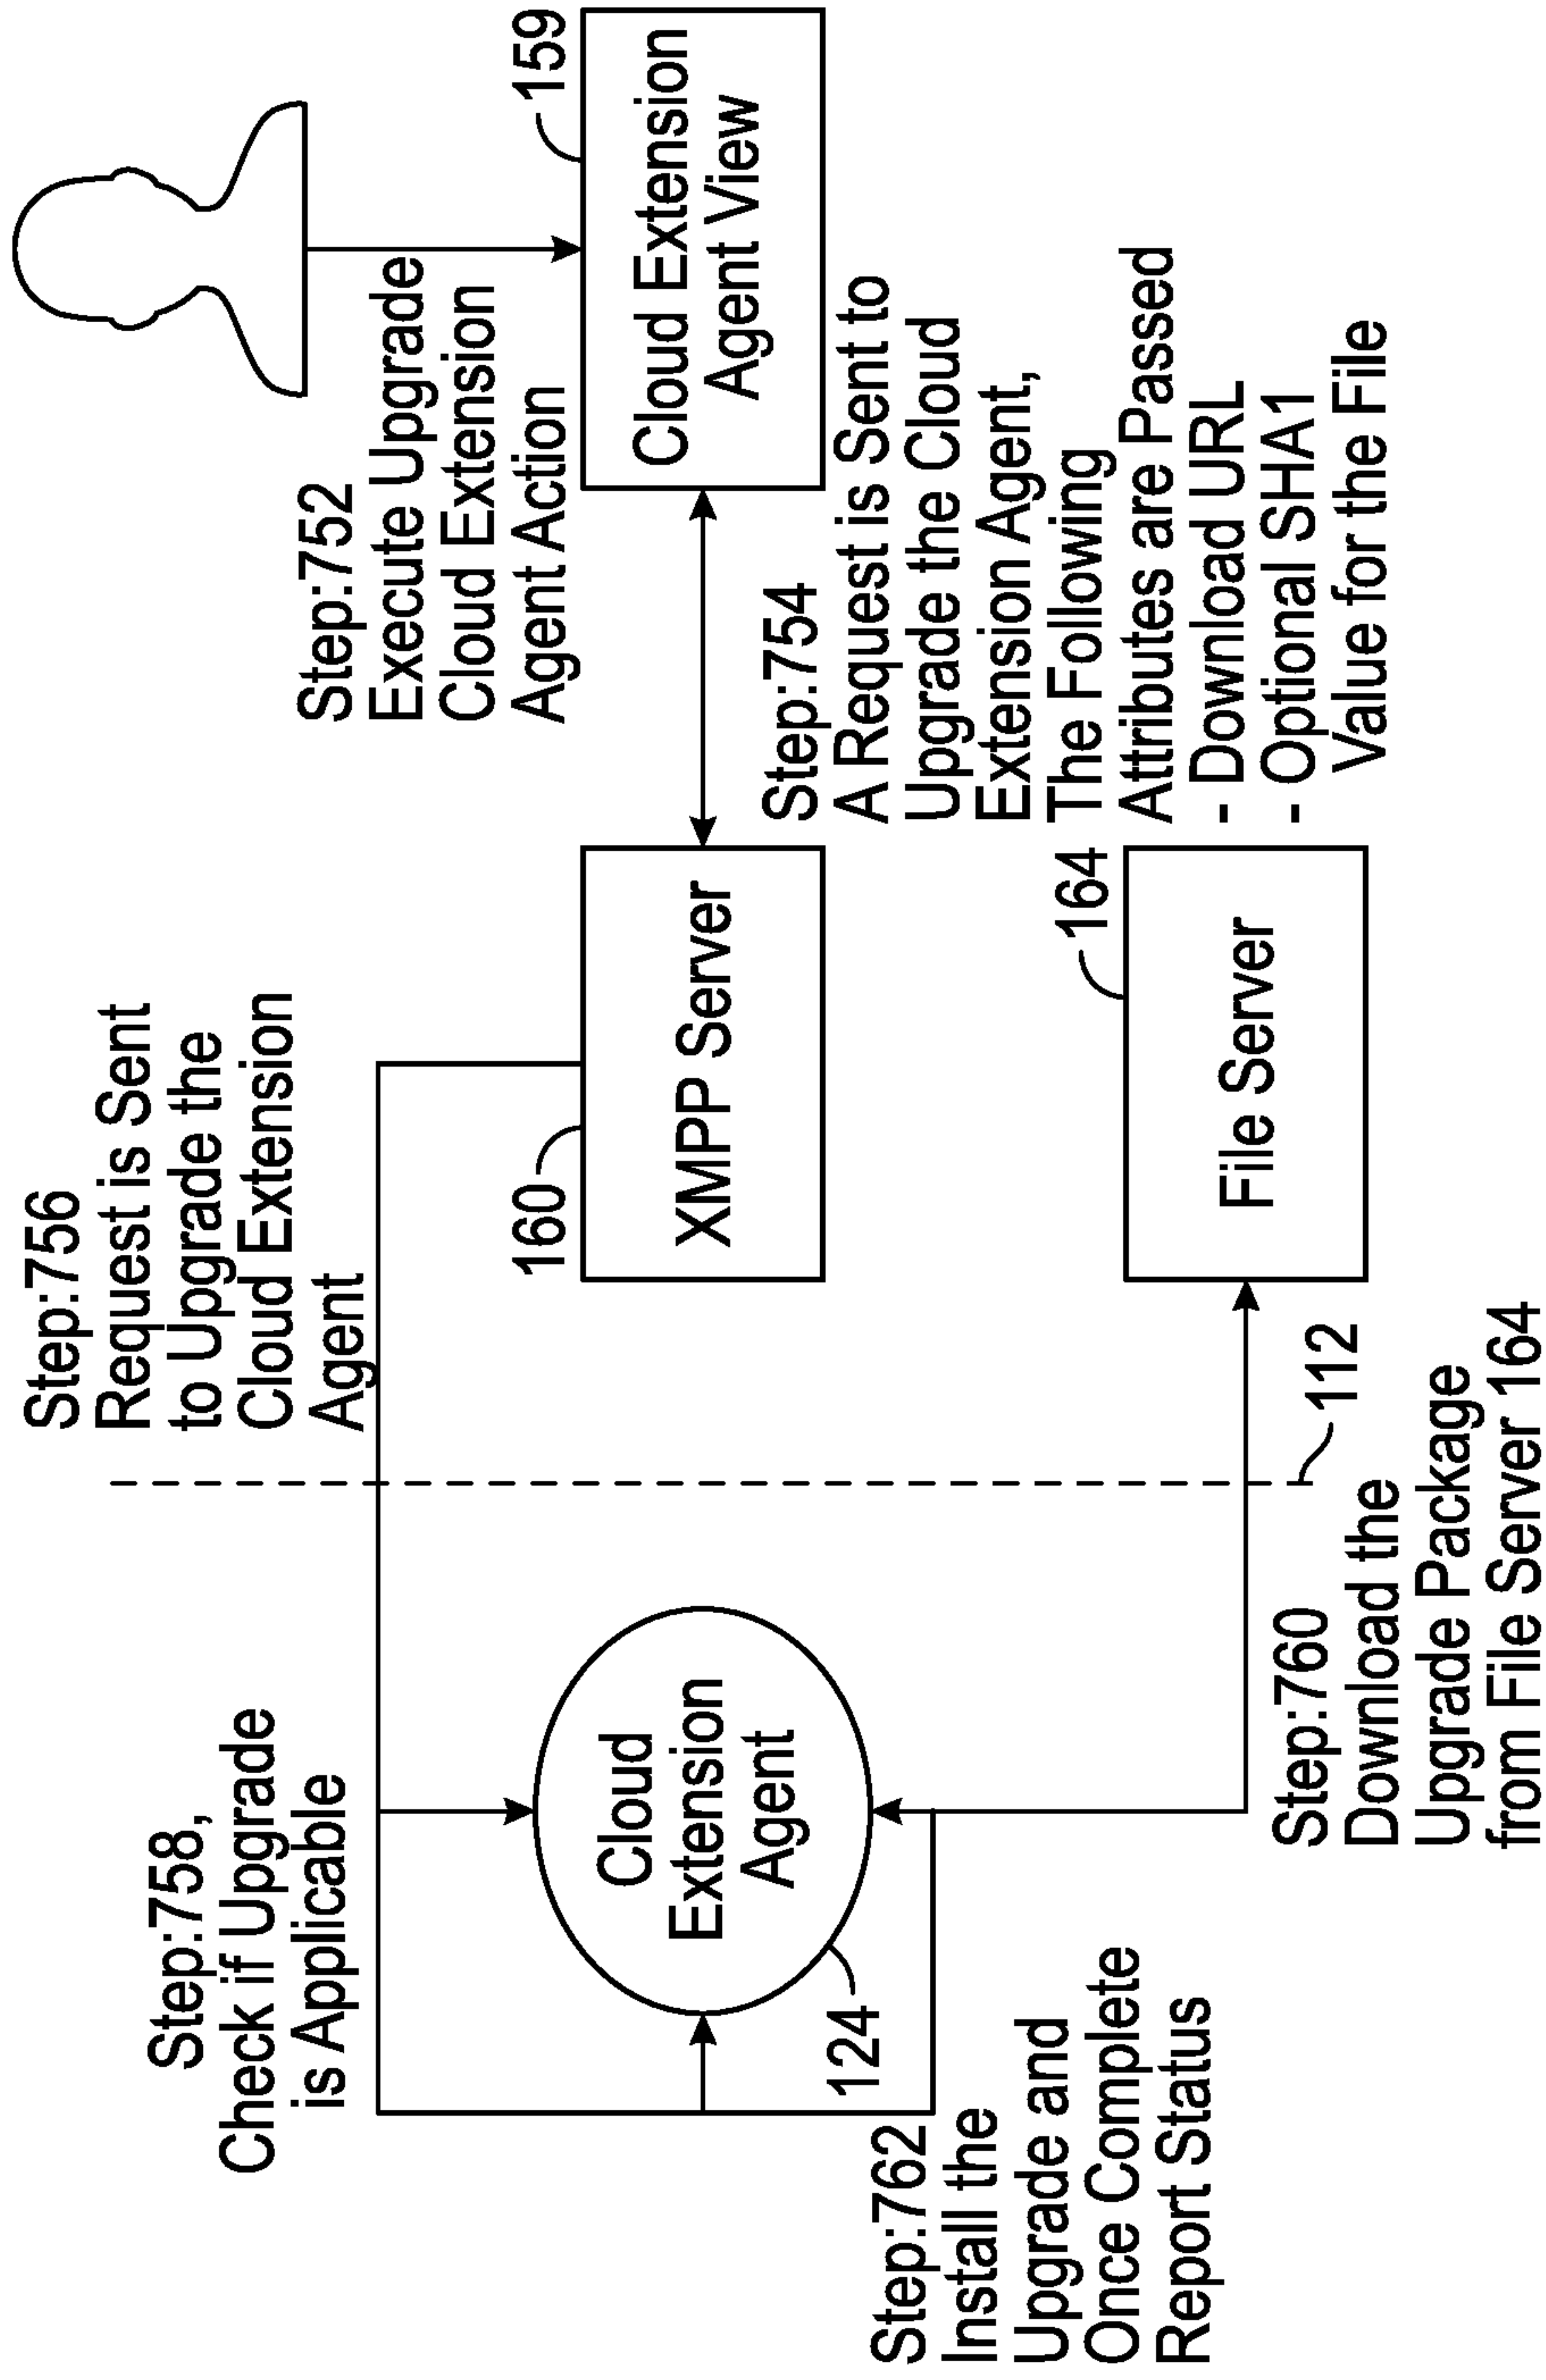 Step:752
Execute Upgrade
Cloud Extension
Agent Action
159
Cloud Extension
Agent View
Step:754
A Request is Sent to
Upgrade the Cloud
Extension Agent,
The Following
Attributes are Passed
- Download URL
- Optional SHA1
Value for the File
Step:756
Request is Sent
to Upgrade the
Cloud Extension
Agent
160
XMPP Server
164
File Server
112
Step:758,
Check if Upgrade
is Applicable
Cloud
Extension
Agent
124
Step:760
Download the
Upgrade Package
from File Server 164
Step:762
Install the
Upgrade and
Once Complete
Report Status